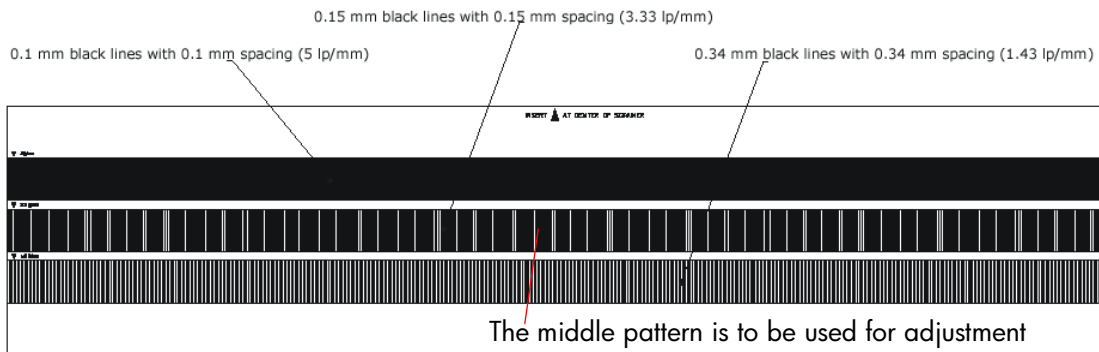 0.15 mm black lines with 0.15 mm spacing (3.33 lp/mm)
0.1 mm black lines with 0.1 mm spacing (5 lp/mm)
0.34 mm black lines with 0.34 mm spacing (1.43 lp/mm)
INSERT AT CENTER OF SCANNER
The middle pattern is to be used for adjustment